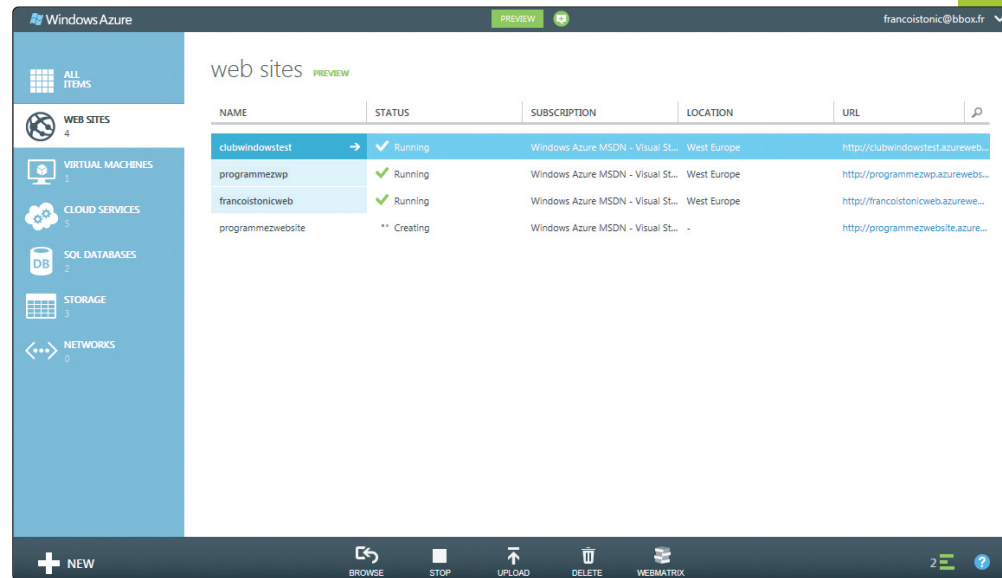 Windows Azure PREVIEW francoistonic@bbox.fr
ALL ITEMS
WEB SITES
4
VIRTUAL MACHINES
1
CLOUD SERVICES
5
DB SQL DATABASES
2
STORAGE
3
NETWORKS
0
web sites PREVIEW
NAME STATUS SUBSCRIPTION LOCATION URL
clubwindowstest Running Windows Azure MSDN - Visual St... West Europe http://clubwindowstest.azureweb...
programmezwp Running Windows Azure MSDN - Visual St... West Europe http://programmezwp.azurewebs...
francoistonicweb Running Windows Azure MSDN - Visual St... West Europe http://francoistonicweb.azurewe...
programmezwebsite Creating Windows Azure MSDN - Visual St... - http://programmezwebsite.azure...
NEW BROWSE STOP UPLOAD DELETE WEBMATRIX 2 ?